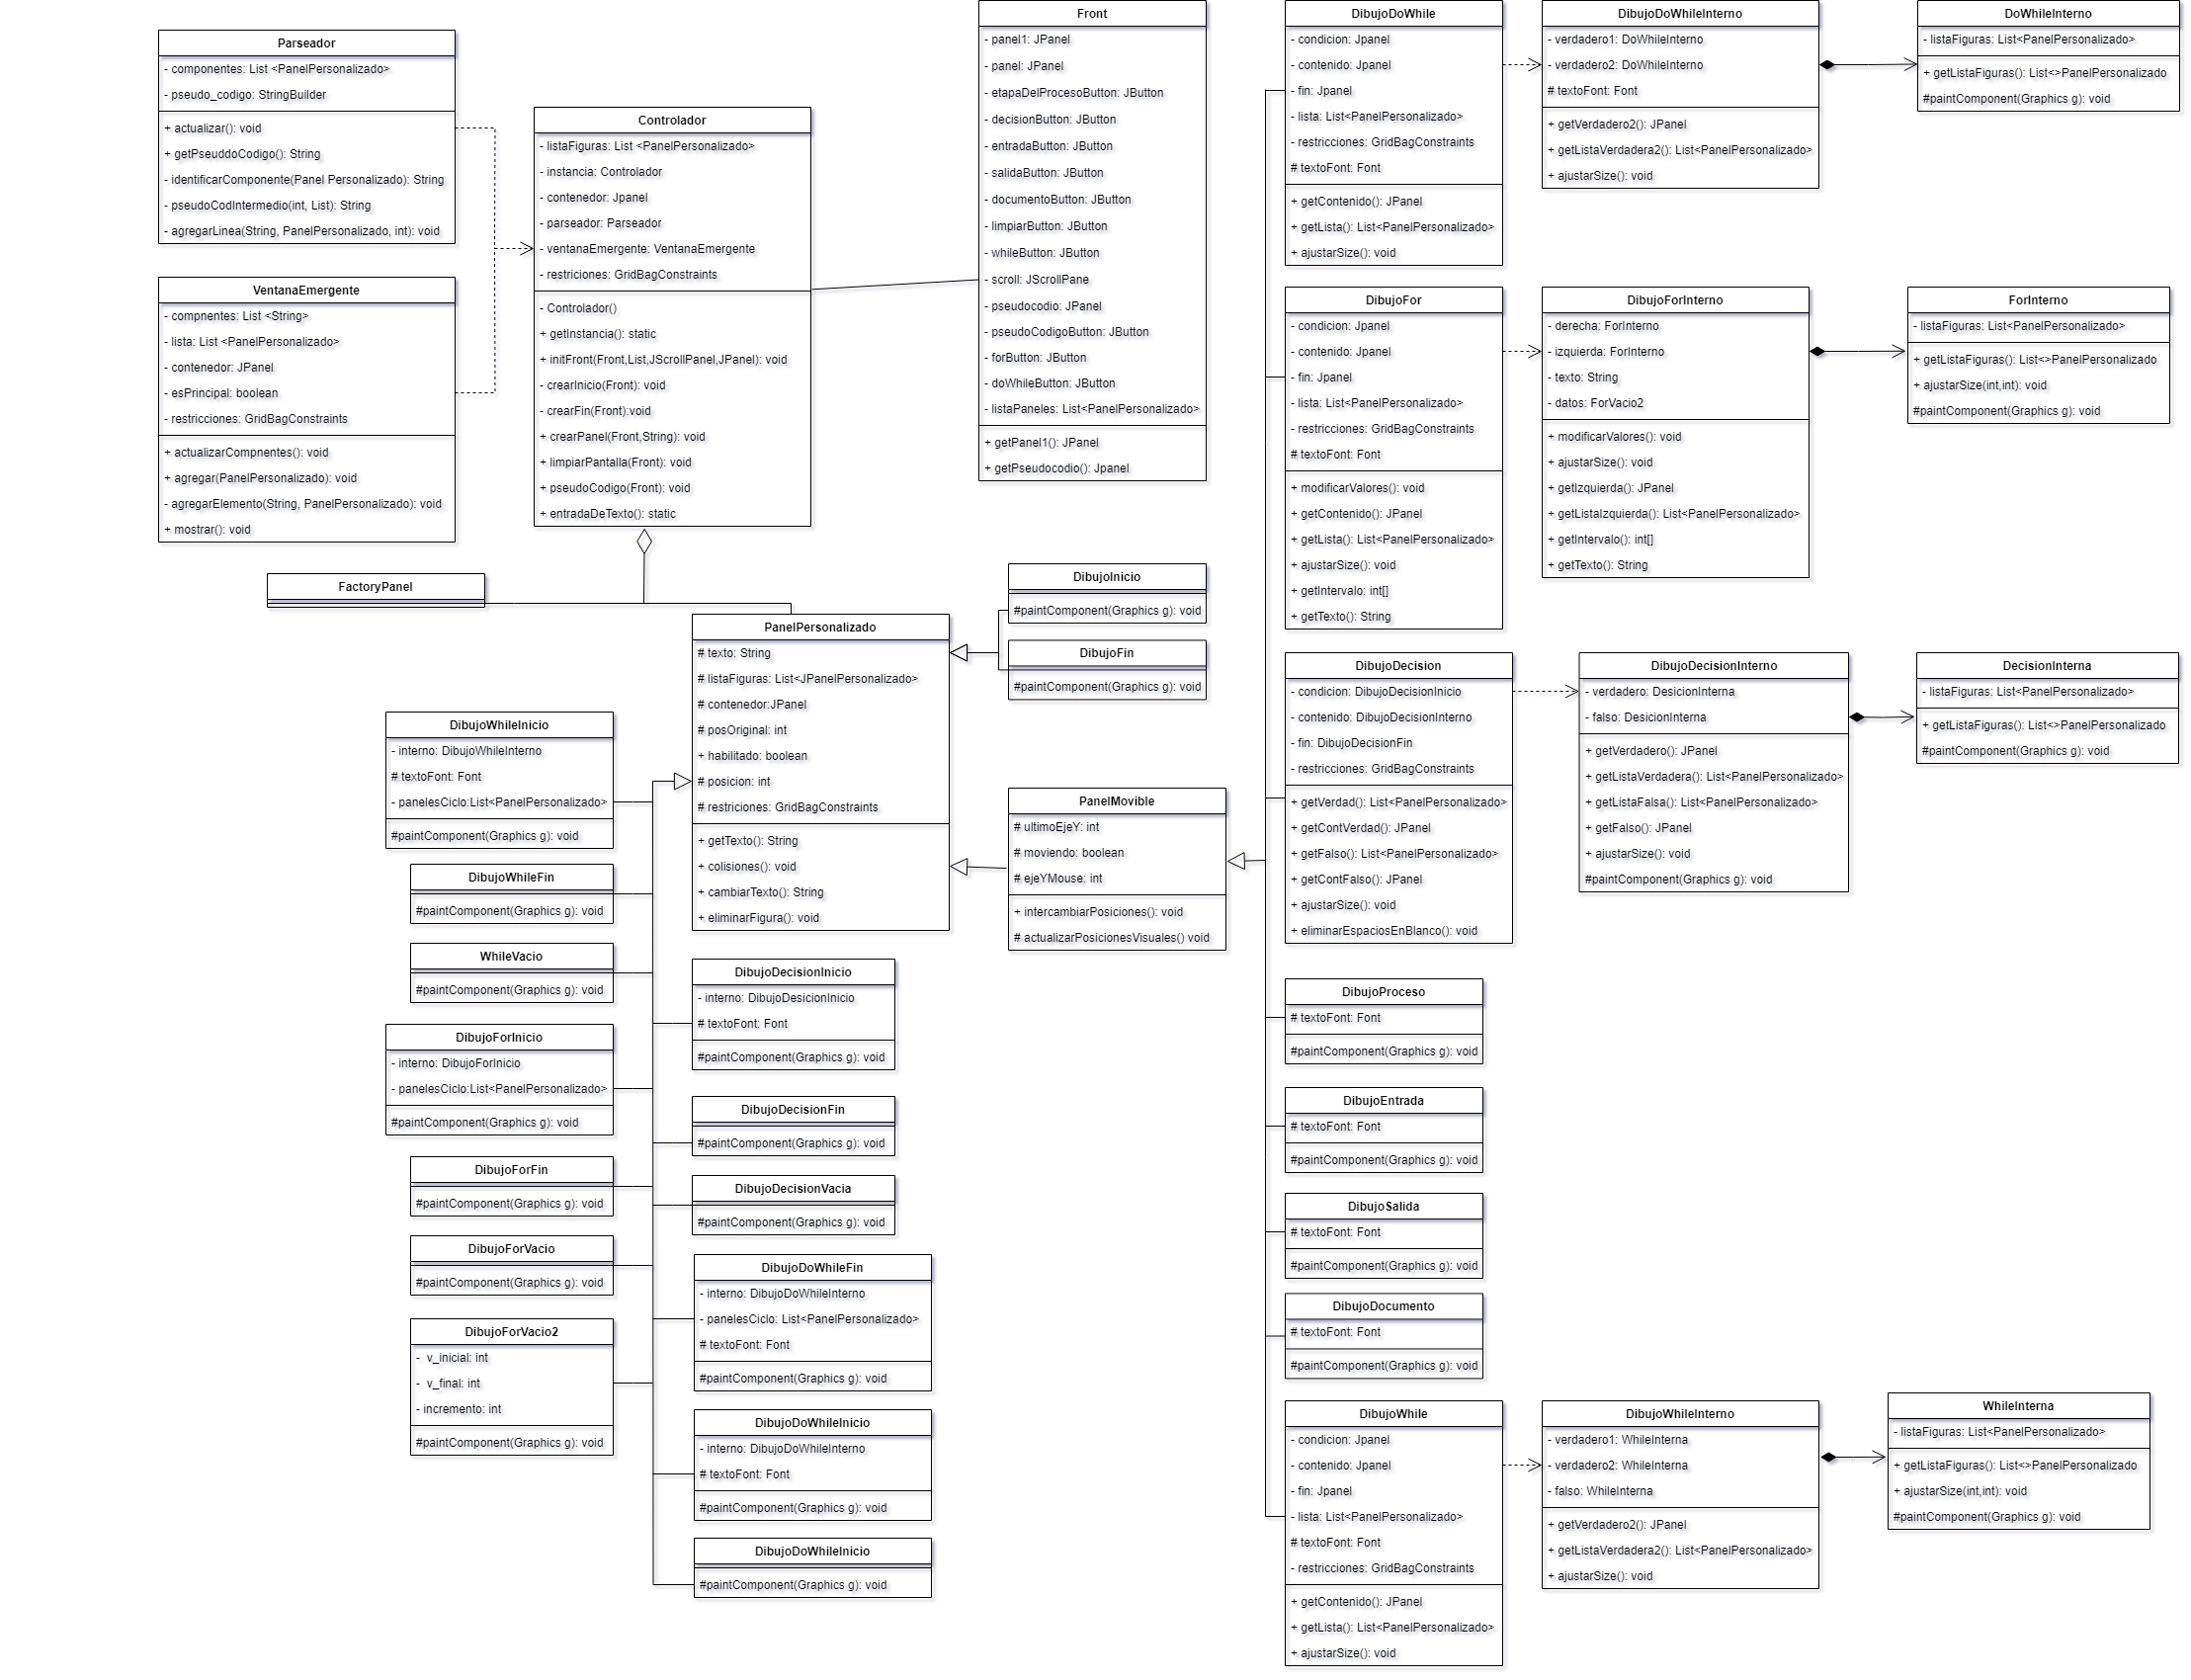 Parseador
- componentes: List <PanelPersonalizado>
- pseudo_codigo: StringBuilder
+ actualizar(): void
+ getPseuddoCodigo(): String
- identificarComponente(Panel Personalizado): String
- pseudoCodIntermedio(int, List): String
- agregarLinea(String, PanelPersonalizado, int): void
VentanaEmergente
- compnentes: List <String>
- lista: List <PanelPersonalizado>
- contenedor: JPanel
- esPrincipal: boolean
- restricciones: GridBagConstraints
+ actualizarCompnentes(): void
+ agregar(PanelPersonalizado): void
- agregarElemento(String, PanelPersonalizado): void
+ mostrar(): void
Controlador
- listaFiguras: List <PanelPersonalizado>
- instancia: Controlador
- contenedor: Jpanel
- parseador: Parseador
- ventanaEmergente: VentanaEmergente
- restriciones: GridBagConstraints
- Controlador()
+ getInstancia(): static
+ initFront(Front,List,JScrollPanel,JPanel): void
- crearInicio(Front): void
- crearFin(Front):void
+ crearPanel(Front,String): void
+ limpiarPantalla(Front): void
+ pseudoCodigo(Front): void
+ entradaDeTexto(): static
Front
- panel1: JPanel
- panel: JPanel
- etapaDelProcesoButton: JButton
- decisionButton: JButton
- entradaButton: JButton
- salidaButton: JButton
- documentoButton: JButton
- limpiarButton: JButton
- whileButton: JButton
- scroll: JScrollPane
- pseudocodio: JPanel
- pseudoCodigoButton: JButton
- forButton: JButton
- doWhileButton: JButton
- listaPaneles: List<PanelPersonalizado>
+ getPanel1(): JPanel
+ getPseudocodio(): Jpanel
FactoryPanel
PanelPersonalizado
# texto: String
# listaFiguras: List<JPanelPersonalizado>
# contenedor:JPanel
# posOriginal: int
+ habilitado: boolean
# posicion: int
# restriciones: GridBagConstraints
+ getTexto(): String
+ colisiones(): void
+ cambiarTexto(): String
+ eliminarFigura(): void
DibujoInicio
#paintComponent(Graphics g): void
DibujoFin
#paintComponent(Graphics g): void
PanelMovible
# ultimoEjeY: int
# moviendo: boolean
# ejeYMouse: int
+ intercambiarPosiciones(): void
# actualizarPosicionesVisuales() void
DibujoWhileInicio
- interno: DibujoWhileInterno
# textoFont: Font
- panelesCiclo:List<PanelPersonalizado>
#paintComponent(Graphics g): void
DibujoWhileFin
#paintComponent(Graphics g): void
WhileVacio
#paintComponent(Graphics g): void
DibujoForInicio
- interno: DibujoForInicio
- panelesCiclo:List<PanelPersonalizado>
#paintComponent(Graphics g): void
DibujoForFin
#paintComponent(Graphics g): void
DibujoForVacio
#paintComponent(Graphics g): void
DibujoForVacio2
- v_inicial: int
- v_final: int
- incremento: int
#paintComponent(Graphics g): void
DibujoDecisionInicio
- interno: DibujoDesicionInicio
# textoFont: Font
#paintComponent(Graphics g): void
DibujoDecisionFin
#paintComponent(Graphics g): void
DibujoDecisionVacia
#paintComponent(Graphics g): void
DibujoDoWhileFin
- interno: DibujoDoWhileInterno
- panelesCiclo: List<PanelPersonalizado>
# textoFont: Font
#paintComponent(Graphics g): void
DibujoDoWhileInicio
- interno: DibujoDoWhileInterno
# textoFont: Font
#paintComponent(Graphics g): void
DibujoDoWhileInicio
#paintComponent(Graphics g): void
DibujoDoWhile
- condicion: Jpanel
- contenido: Jpanel
- fin: Jpanel
- lista: List<PanelPersonalizado>
- restricciones: GridBagConstraints
# textoFont: Font
+ getContenido(): JPanel
+ getLista(): List<PanelPersonalizado>
+ ajustarSize(): void
DibujoDoWhileInterno
- verdadero1: DoWhileInterno
- verdadero2: DoWhileInterno
# textoFont: Font
+ getVerdadero2(): JPanel
+ getListaVerdadera2(): List<PanelPersonalizado>
+ ajustarSize(): void
DoWhileInterno
- listaFiguras: List<PanelPersonalizado>
+ getListaFiguras(): List<>PanelPersonalizado
#paintComponent(Graphics g): void
DibujoFor
- condicion: Jpanel
- contenido: Jpanel
- fin: Jpanel
- lista: List<PanelPersonalizado>
- restricciones: GridBagConstraints
# textoFont: Font
+ modificarValores(): void
+ getContenido(): JPanel
+ getLista(): List<PanelPersonalizado>
+ ajustarSize(): void
+ getIntervalo: int[]
+ getTexto(): String
DibujoForInterno
- derecha: ForInterno
- izquierda: ForInterno
- texto: String
- datos: ForVacio2
+ modificarValores(): void
+ ajustarSize(): void
+ getIzquierda(): JPanel
+ getListaIzquierda(): List<PanelPersonalizado>
+ getIntervalo(): int[]
+ getTexto(): String
ForInterno
- listaFiguras: List<PanelPersonalizado>
+ getListaFiguras(): List<>PanelPersonalizado
+ ajustarSize(int,int): void
#paintComponent(Graphics g): void
DibujoDecision
- condicion: DibujoDecisionInicio
- contenido: DibujoDecisionInterno
- fin: DibujoDecisionFin
- restricciones: GridBagConstraints
+ getVerdad(): List<PanelPersonalizado>
+ getContVerdad(): JPanel
+ getFalso(): List<PanelPersonalizado>
+ getContFalso(): JPanel
+ ajustarSize(): void
+ eliminarEspaciosEnBlanco(): void
DibujoDecisionInterno
- verdadero: DesicionInterna
- falso: DesicionInterna
+ getVerdadero(): JPanel
+ getListaVerdadera(): List<PanelPersonalizado>
+ getListaFalsa(): List<PanelPersonalizado>
+ getFalso(): JPanel
+ ajustarSize(): void
#paintComponent(Graphics g): void
DecisionInterna
- listaFiguras: List<PanelPersonalizado>
+ getListaFiguras(): List<>PanelPersonalizado
#paintComponent(Graphics g): void
DibujoProceso
# textoFont: Font
#paintComponent(Graphics g): void
DibujoEntrada
# textoFont: Font
#paintComponent(Graphics g): void
DibujoSalida
# textoFont: Font
#paintComponent(Graphics g): void
DibujoDocumento
# textoFont: Font
#paintComponent(Graphics g): void
DibujoWhile
- condicion: Jpanel
- contenido: Jpanel
- fin: Jpanel
- lista: List<PanelPersonalizado>
# textoFont: Font
- restricciones: GridBagConstraints
+ getContenido(): JPanel
+ getLista(): List<PanelPersonalizado>
+ ajustarSize(): void
DibujoWhileInterno
- verdadero1: WhileInterna
- verdadero2: WhileInterna
- falso: WhileInterna
+ getVerdadero2(): JPanel
+ getListaVerdadera2(): List<PanelPersonalizado>
+ ajustarSize(): void
WhileInterna
- listaFiguras: List<PanelPersonalizado>
+ getListaFiguras(): List<>PanelPersonalizado
+ ajustarSize(int,int): void
#paintComponent(Graphics g): void